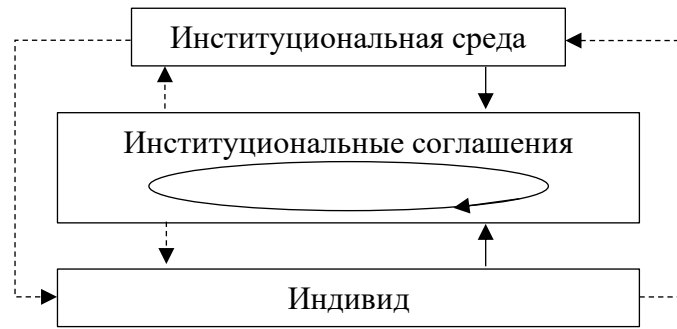 Институциональная среда
Институциональные соглашения
Индивид